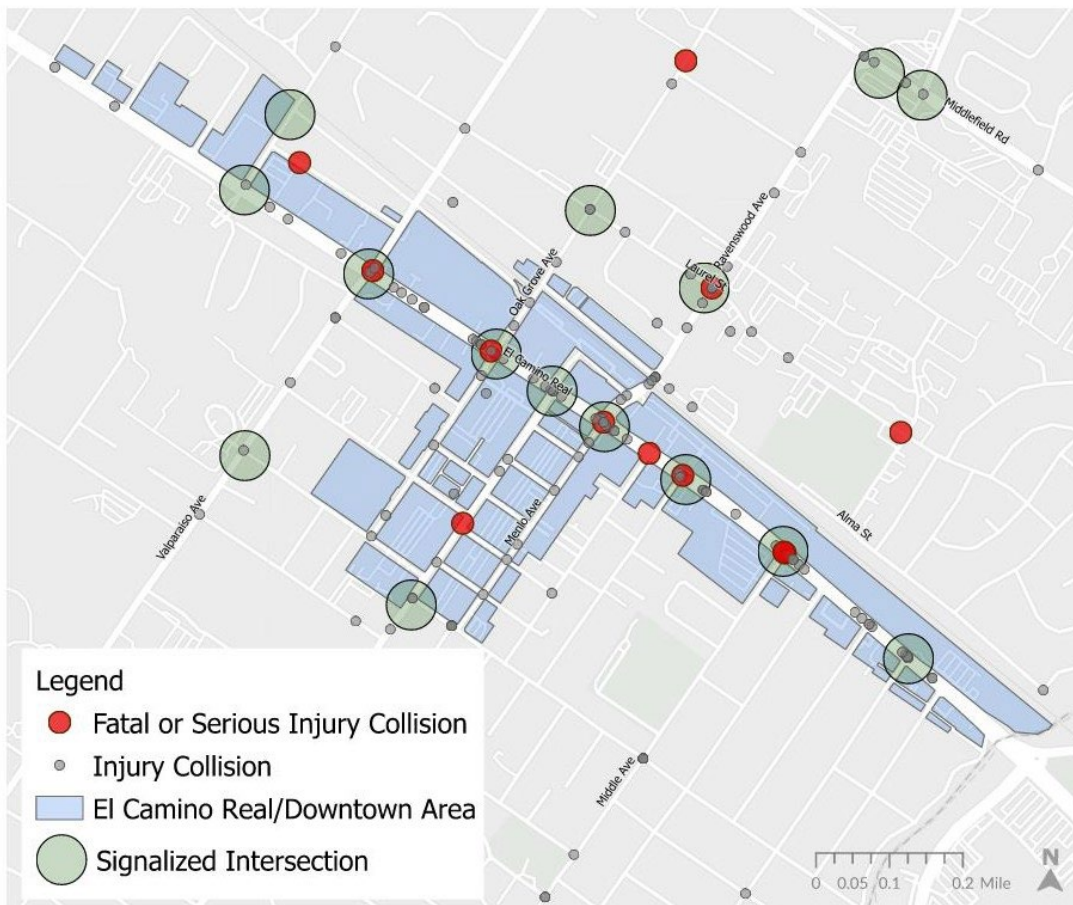 Middlefield Rd
Ravenswood Ave
Laurel St
Oak Grove Ave
El Camino Real
Menlo Ave
Valparaiso Ave
Alma St
Middle Ave
Legend
Fatal or Serious Injury Collision
Injury Collision
El Camino Real/Downtown Area
Signalized Intersection
0 0.05 0.1 0.2 Mile
N